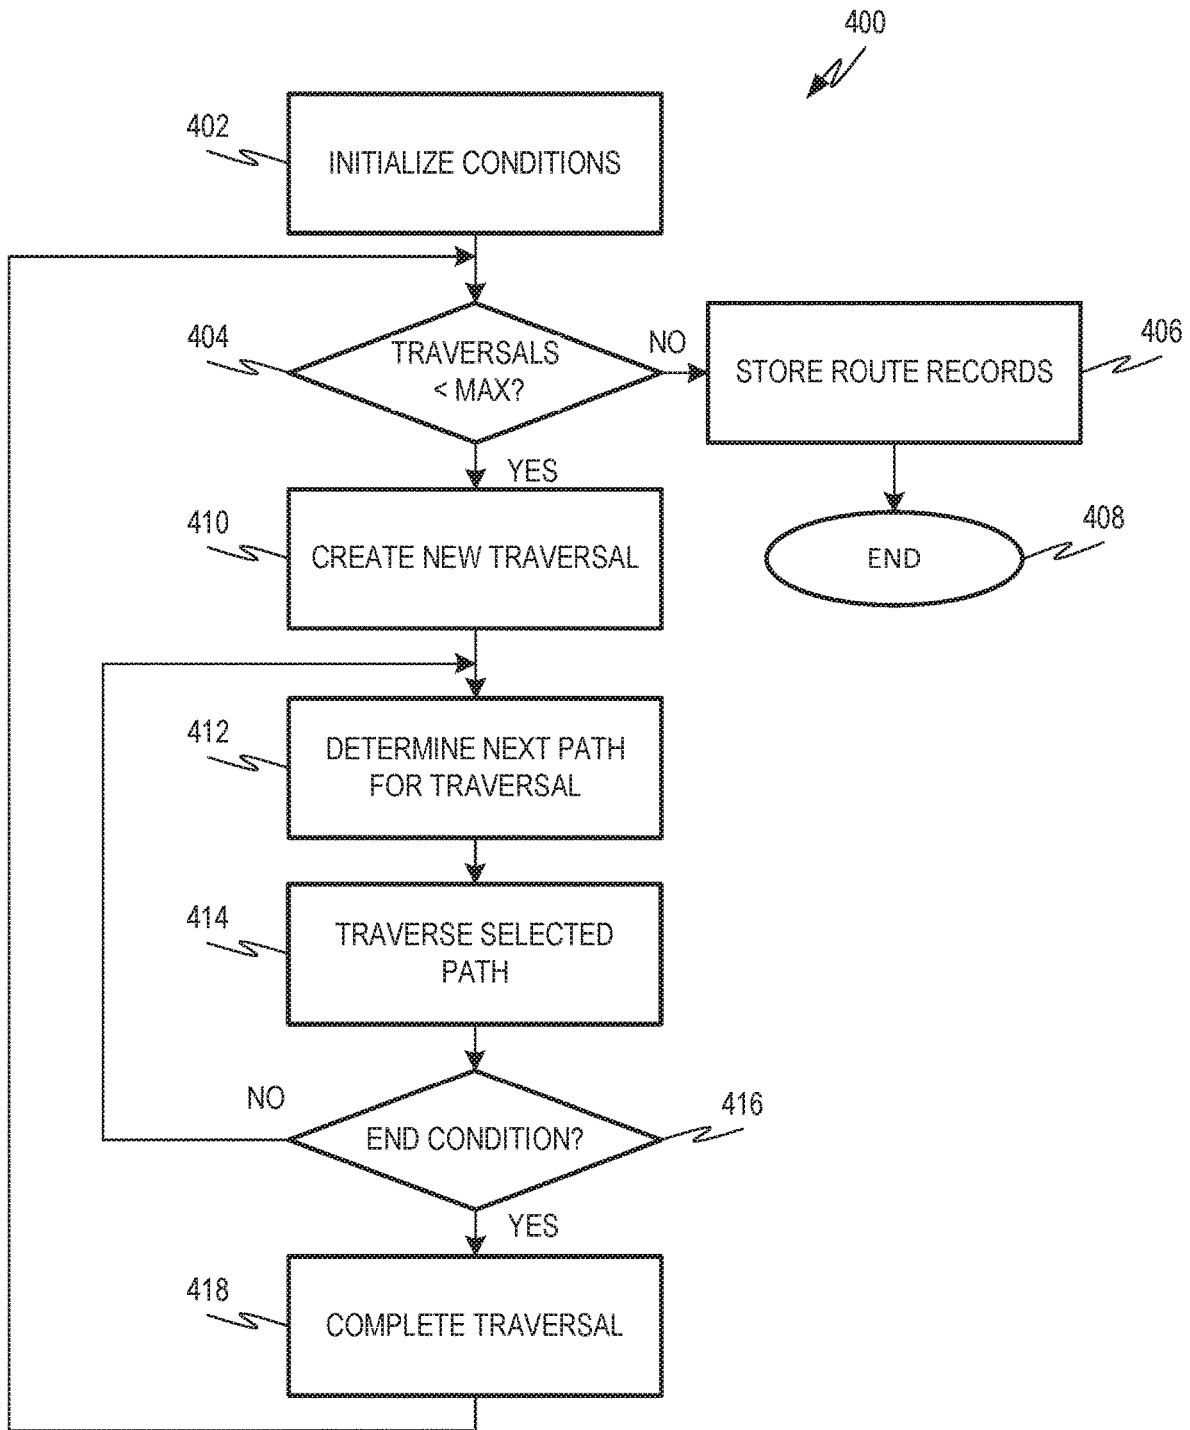 400
402
INITIALIZE CONDITIONS
404
TRAVERSALS
< MAX?
NO
STORE ROUTE RECORDS
406
YES
410
CREATE NEW TRAVERSAL
END
408
412
DETERMINE NEXT PATH
FOR TRAVERSAL
414
TRAVERSE SELECTED
PATH
NO
END CONDITION?
416
YES
418
COMPLETE TRAVERSAL